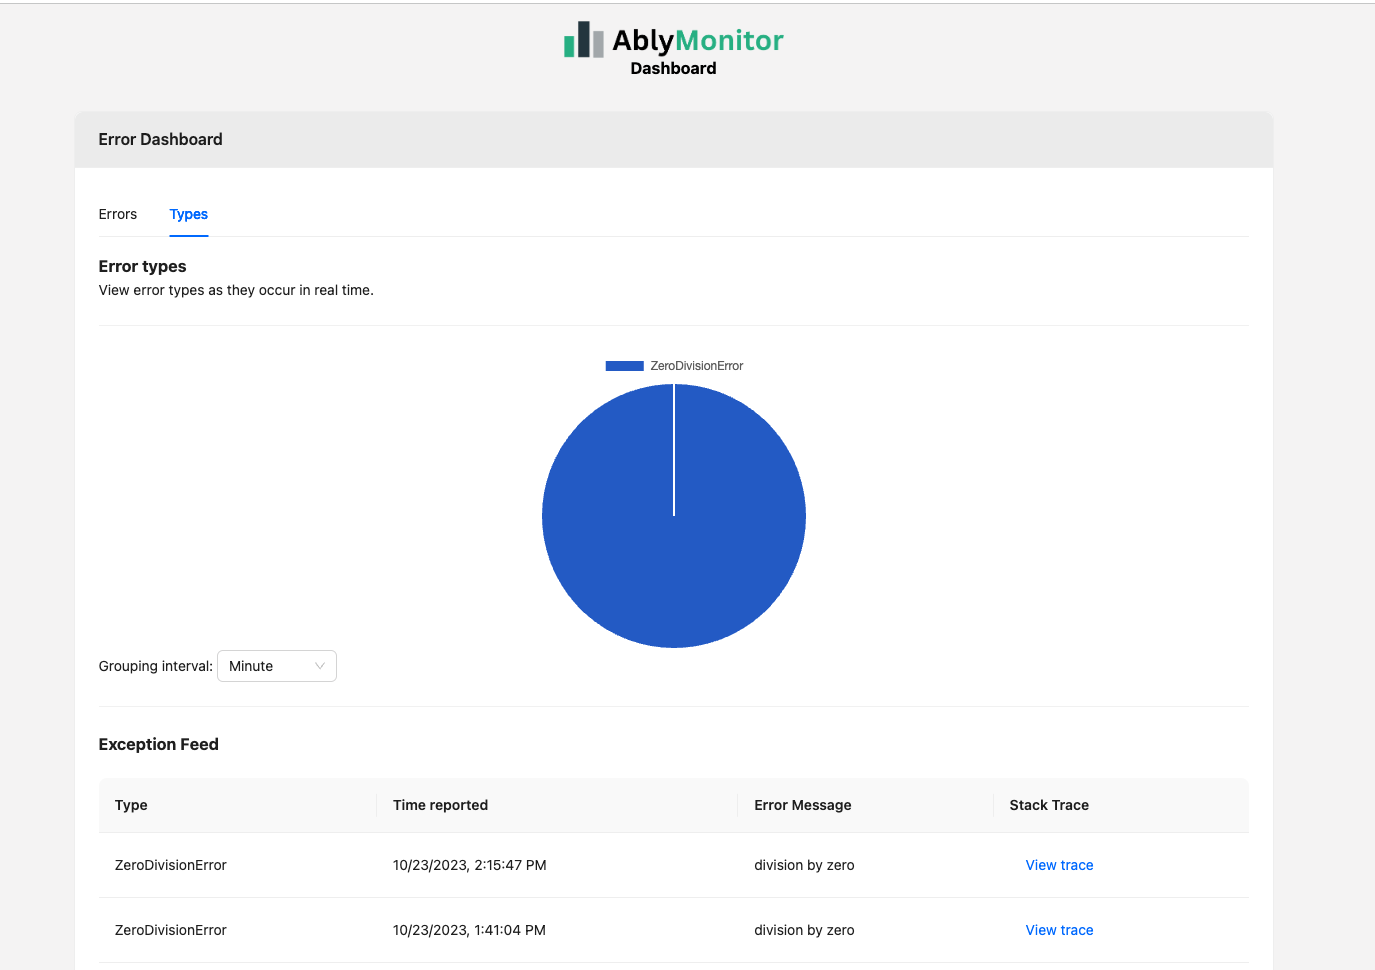 AblyMonitor
Dashboard
Error Dashboard
Errors Types
Error types
View error types as they occur in real time.
ZeroDivisionError
Grouping interval: Minute
Exception Feed
Type Time reported Error Message Stack Trace
ZeroDivisionError 10/23/2023, 2:15:47 PM division by zero View trace
ZeroDivisionError 10/23/2023, 1:41:04 PM division by zero View trace